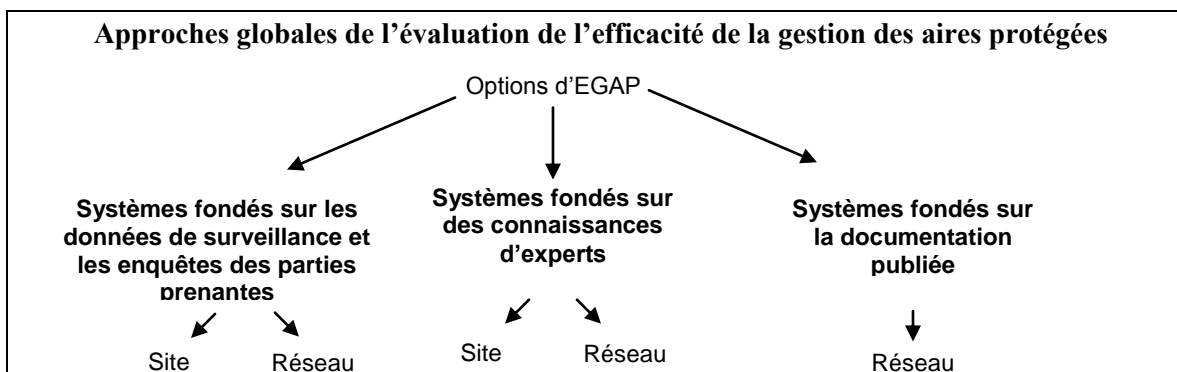 Approches globales de l’évaluation de l’efficacité de la gestion des aires protégées
Options d’EGAP
Systèmes fondés sur les
données de surveillance et
les enquêtes des parties
prenantes
Systèmes fondés sur
des connaissances
d’experts
Systèmes fondés sur
la documentation
publiée
Site
Réseau
Site
Réseau
Réseau